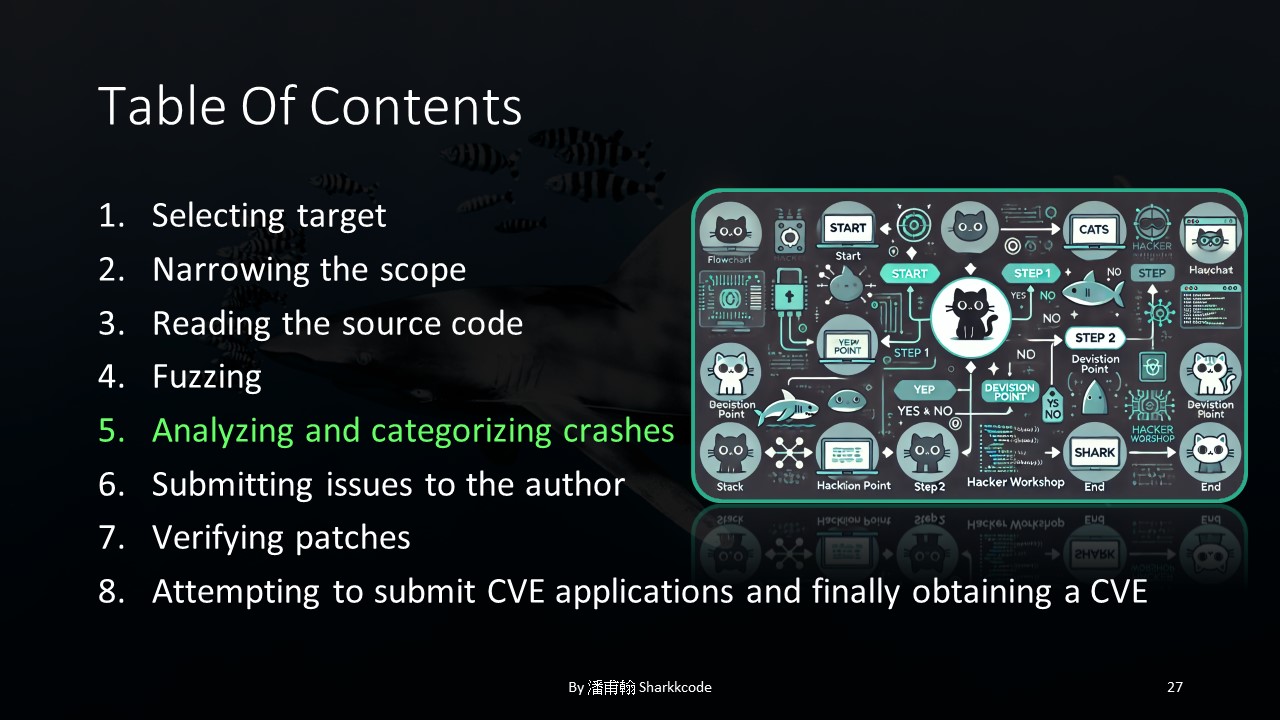 Table Of Contents
1. Selecting target
2. Narrowing the scope
3. Reading the source code
4. Fuzzing
5. Analyzing and categorizing crashes
6. Submitting issues to the author
7. Verifying patches
8. Attempting to submit CVE applications and finally obtaining a CVE
Flowchart
START
Start
CATS
HACKER
Hauchat
START
STEP 1
NO
STEP
YES
NO
NO
STEP 1
POINT
NO
STEP 2
Devistion
Point
YEP
DEVISION
POINT
YS
NO
YES & NO
Decistion
Point
Devistion
Point
HACKER
WORSHOP
SHARK
Stack
Hacktion Point
Step2
Hacker Workshop
End
End
By 潘甫翰 Sharkkcode
27